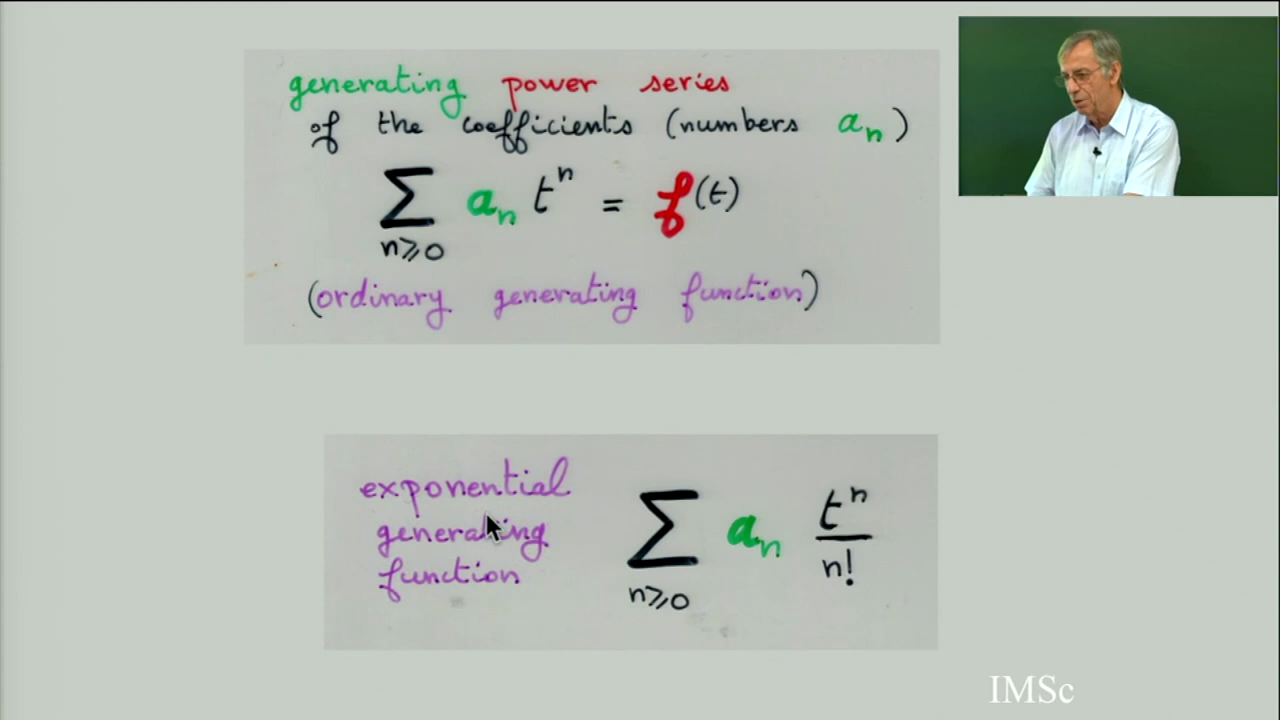 generating power series
of the coefficients (numbers aₙ)
∑ aₙ tⁿ = f(t)
n⩾0
(ordinary generating function)
exponential
generating
function
∑ aₙ tⁿ/n!
n⩾0
IMSc